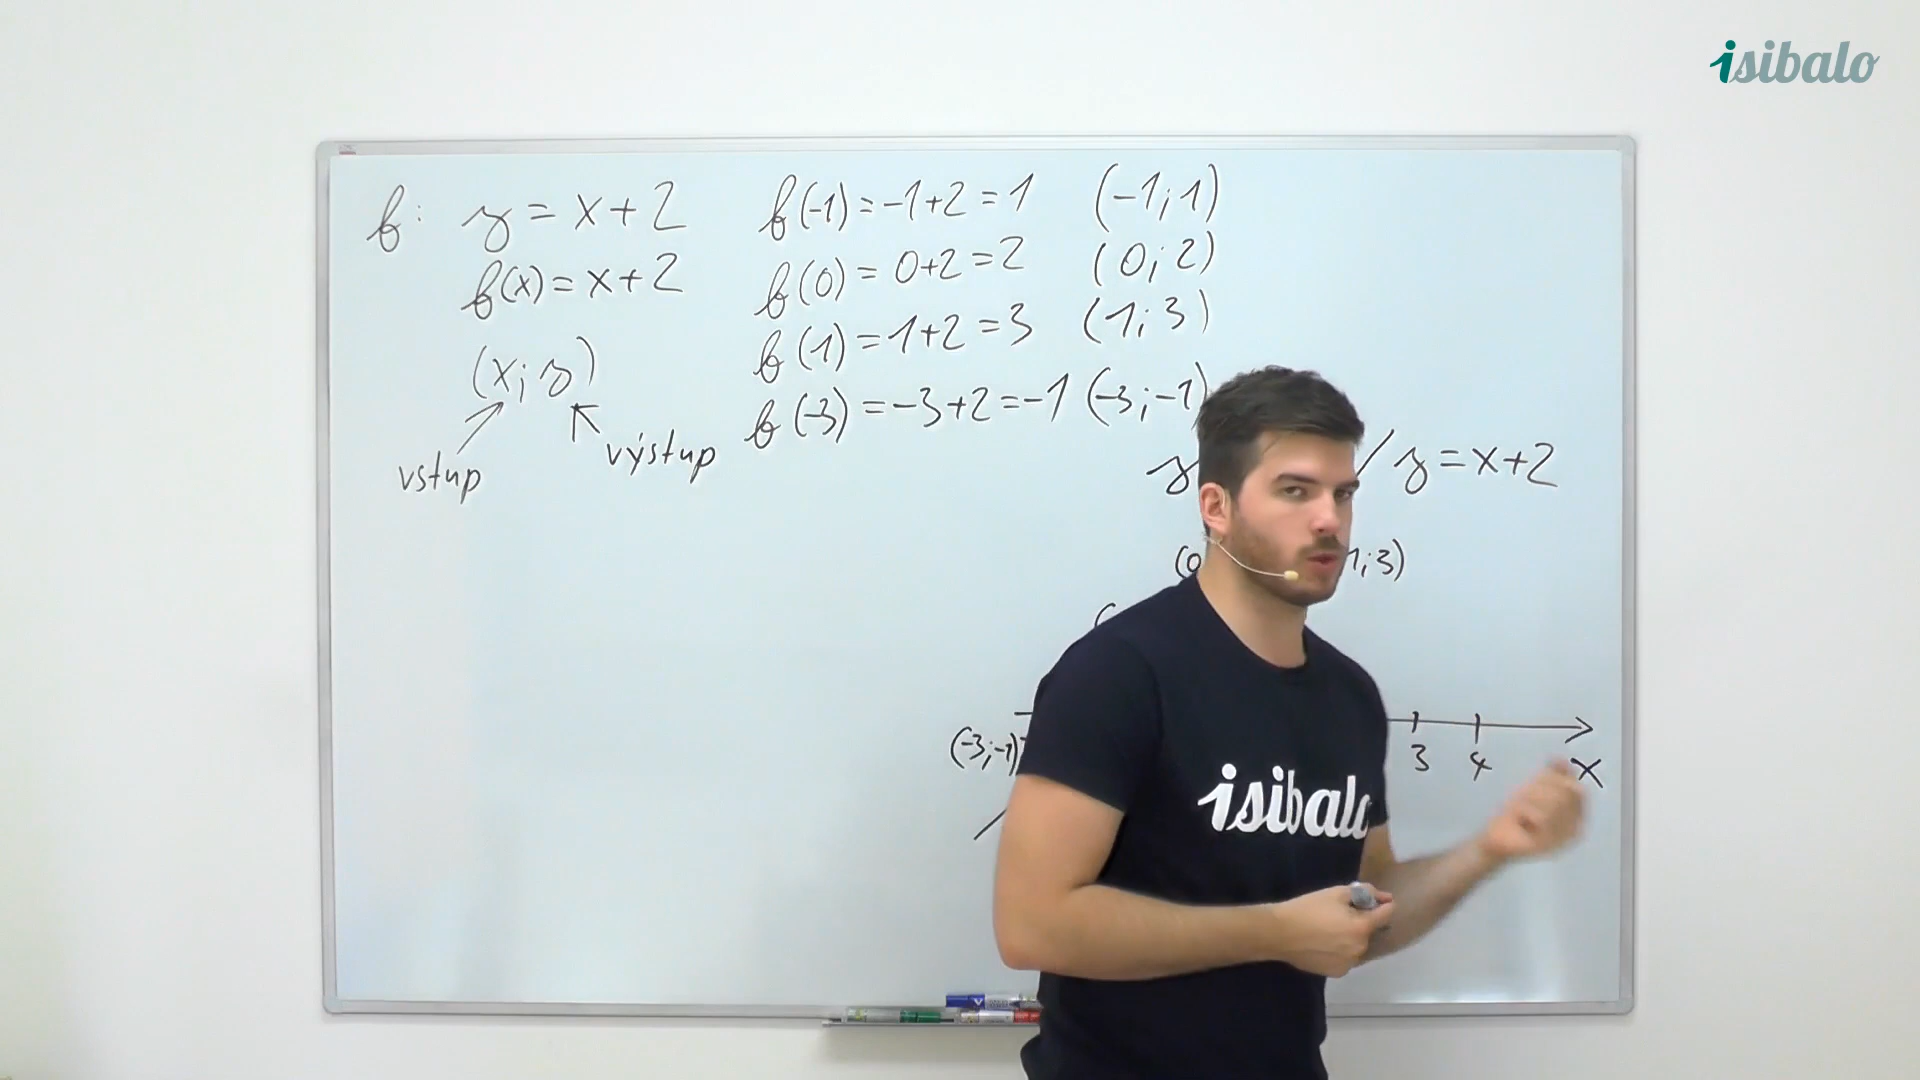 isibalo
f: y = x + 2
f(x) = x + 2
(x; y)
vstup
výstup
f(-1) = -1+2 = 1 (-1; 1)
f(0) = 0+2 = 2 (0; 2)
f(1) = 1+2 = 3 (1; 3)
f(-3) = -3+2 = -1 (-3; -1)
y
y = x+2
(0
1; 3)
(
(-3; -1)
3
4
x
isibalo